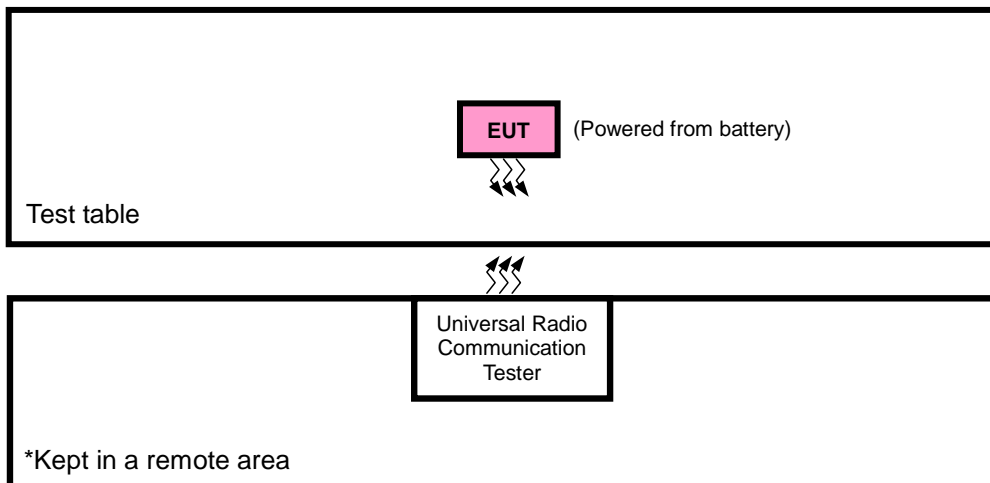 EUT
(Powered from battery)
Test table
Universal Radio
Communication
Tester
*Kept in a remote area